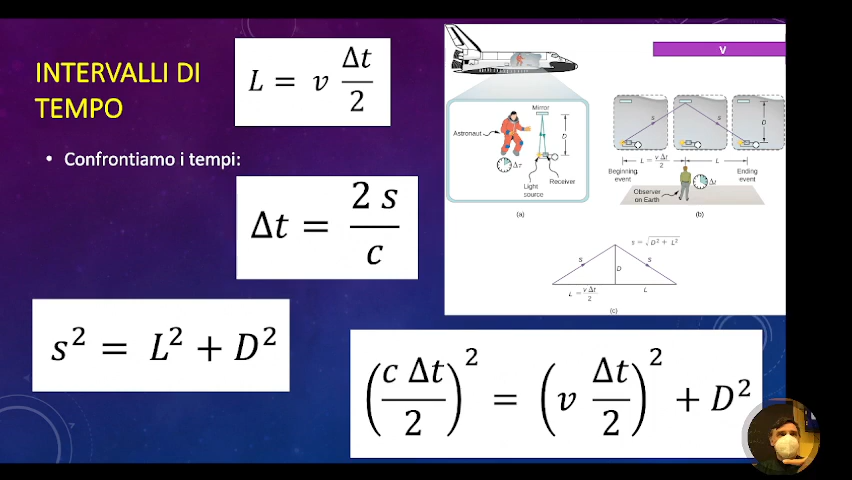 INTERVALLI DI
TEMPO
L = v Δt/2
• Confrontiamo i tempi:
Δt = 2 s/c
s² = L² + D²
(c Δt/2)² = (v Δt/2)² + D²
V
Mirror
Astronaut
D
Δτ
Light
source
Receiver
(a)
s
s
D
L = v Δt/2
L
Beginning
event
Ending
event
Observer
on Earth
Δt
(b)
s = √D² + L²
s
s
D
L = v Δt/2
L
(c)